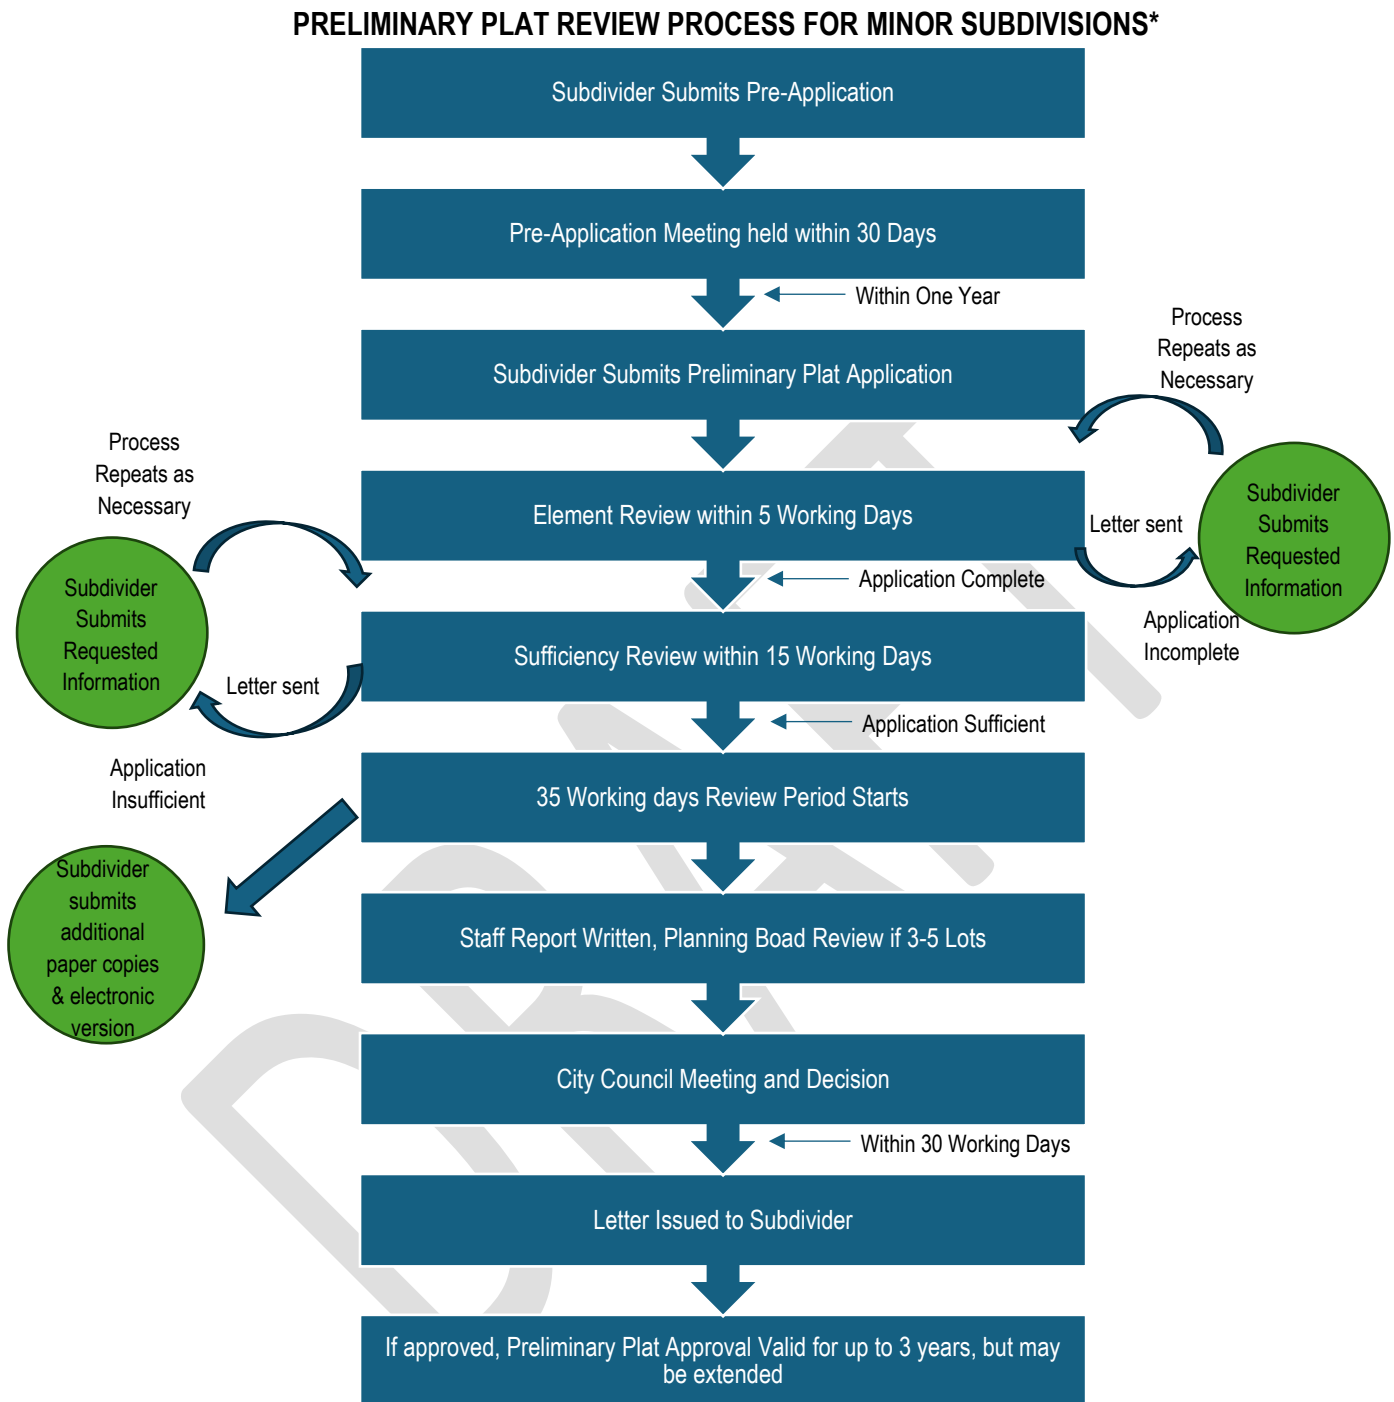 PRELIMINARY PLAT REVIEW PROCESS FOR MINOR SUBDIVISIONS*
Subdivider Submits Pre-Application
Pre-Application Meeting held within 30 Days
Within One Year
Subdivider Submits Preliminary Plat Application
Process
Repeats as
Necessary
Element Review within 5 Working Days
Letter sent
Subdivider
Submits
Requested
Information
Application
Incomplete
Application Complete
Process
Repeats as
Necessary
Subdivider
Submits
Requested
Information
Letter sent
Application
Insufficient
Sufficiency Review within 15 Working Days
Application Sufficient
35 Working days Review Period Starts
Subdivider
submits
additional
paper copies
& electronic
version
Staff Report Written, Planning Boad Review if 3-5 Lots
City Council Meeting and Decision
Within 30 Working Days
Letter Issued to Subdivider
If approved, Preliminary Plat Approval Valid for up to 3 years, but may
be extended
DRAFT